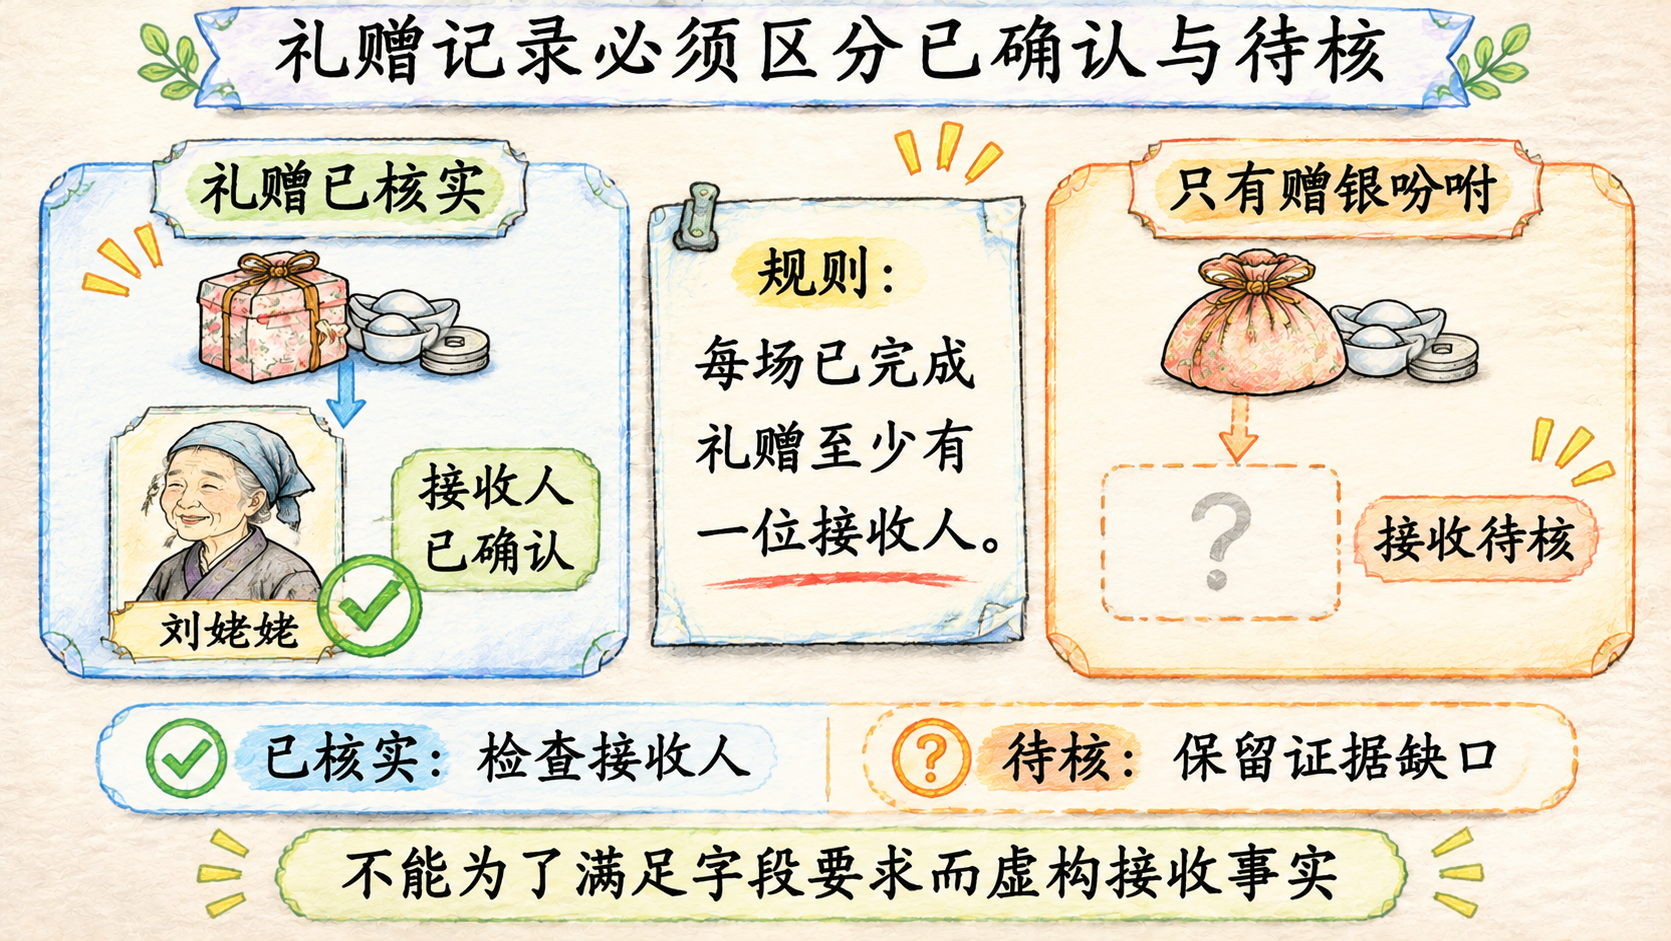 礼赠记录必须区分已确认与待核
礼赠已核实
接收人
已确认
刘姥姥
规则：
每场已完成
礼赠至少有
一位接收人。
只有赠银吩咐
?
接收待核
已核实：检查接收人
?
待核：保留证据缺口
不能为了满足字段要求而虚构接收事实